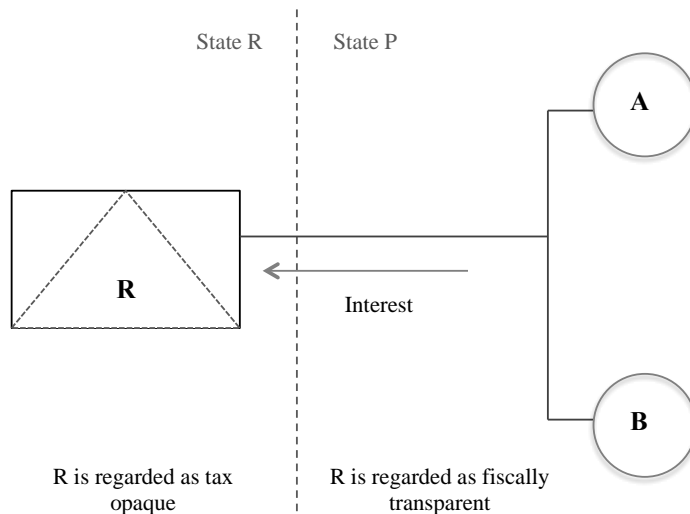 State R
State P
A
R
Interest
B
R is regarded as tax
opaque
R is regarded as fiscally
transparent